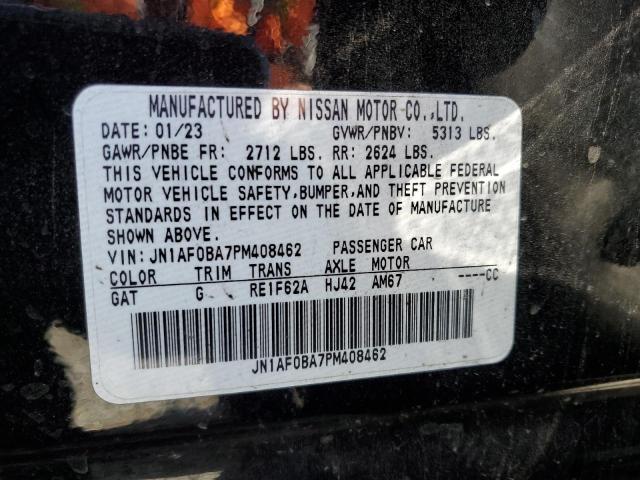 MANUFACTURED BY NISSAN MOTOR CO.,LTD.
DATE: 01/23 GVWR/PNBV: 5313 LBS.
GAWR/PNBE FR: 2712 LBS. RR: 2624 LBS.
THIS VEHICLE CONFORMS TO ALL APPLICABLE FEDERAL
MOTOR VEHICLE SAFETY,BUMPER,AND THEFT PREVENTION
STANDARDS IN EFFECT ON THE DATE OF MANUFACTURE
SHOWN ABOVE.
VIN: JN1AF0BA7PM408462 PASSENGER CAR
COLOR TRIM TRANS AXLE MOTOR
GAT G RE1F62A HJ42 AM67 ----CC
JN1AF0BA7PM408462